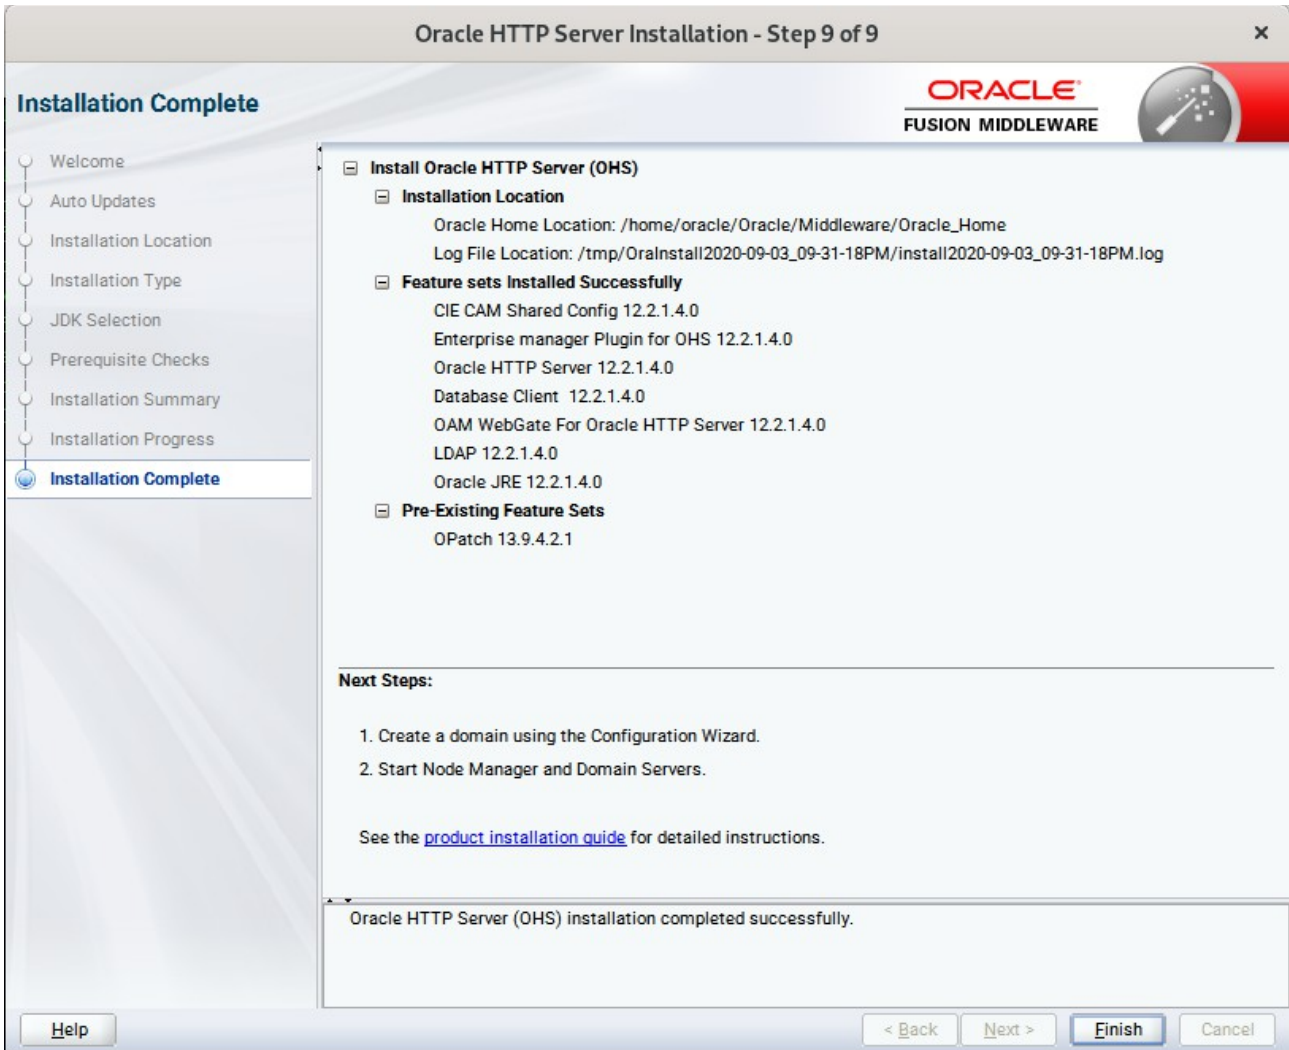 Oracle HTTP Server Installation - Step 9 of 9
Installation Complete
ORACLE
FUSION MIDDLEWARE
Welcome
Auto Updates
Installation Location
Installation Type
JDK Selection
Prerequisite Checks
Installation Summary
Installation Progress
Installation Complete
Install Oracle HTTP Server (OHS)
Installation Location
Oracle Home Location: /home/oracle/Oracle/Middleware/Oracle_Home
Log File Location: /tmp/OraInstall2020-09-03_09-31-18PM/install2020-09-03_09-31-18PM.log
Feature sets Installed Successfully
CIE CAM Shared Config 12.2.1.4.0
Enterprise manager Plugin for OHS 12.2.1.4.0
Oracle HTTP Server 12.2.1.4.0
Database Client  12.2.1.4.0
OAM WebGate For Oracle HTTP Server 12.2.1.4.0
LDAP 12.2.1.4.0
Oracle JRE 12.2.1.4.0
Pre-Existing Feature Sets
OPatch 13.9.4.2.1
Next Steps:
1. Create a domain using the Configuration Wizard.
2. Start Node Manager and Domain Servers.
See the product installation guide for detailed instructions.
Oracle HTTP Server (OHS) installation completed successfully.
Help
< Back
Next >
Finish
Cancel